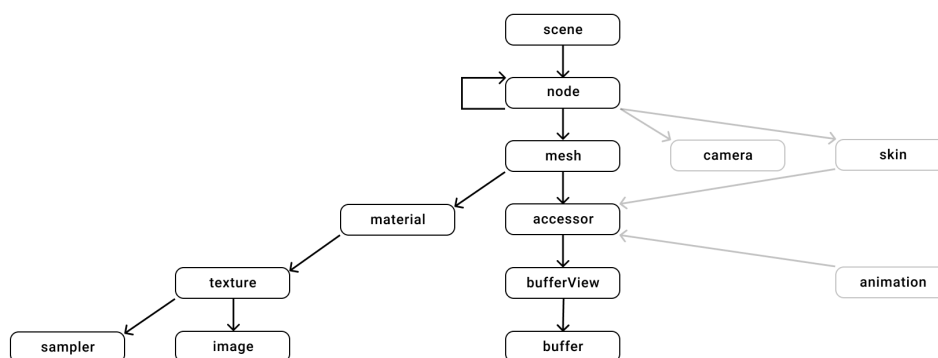 scene
node
mesh
camera
skin
material
accessor
texture
bufferView
animation
sampler
image
buffer